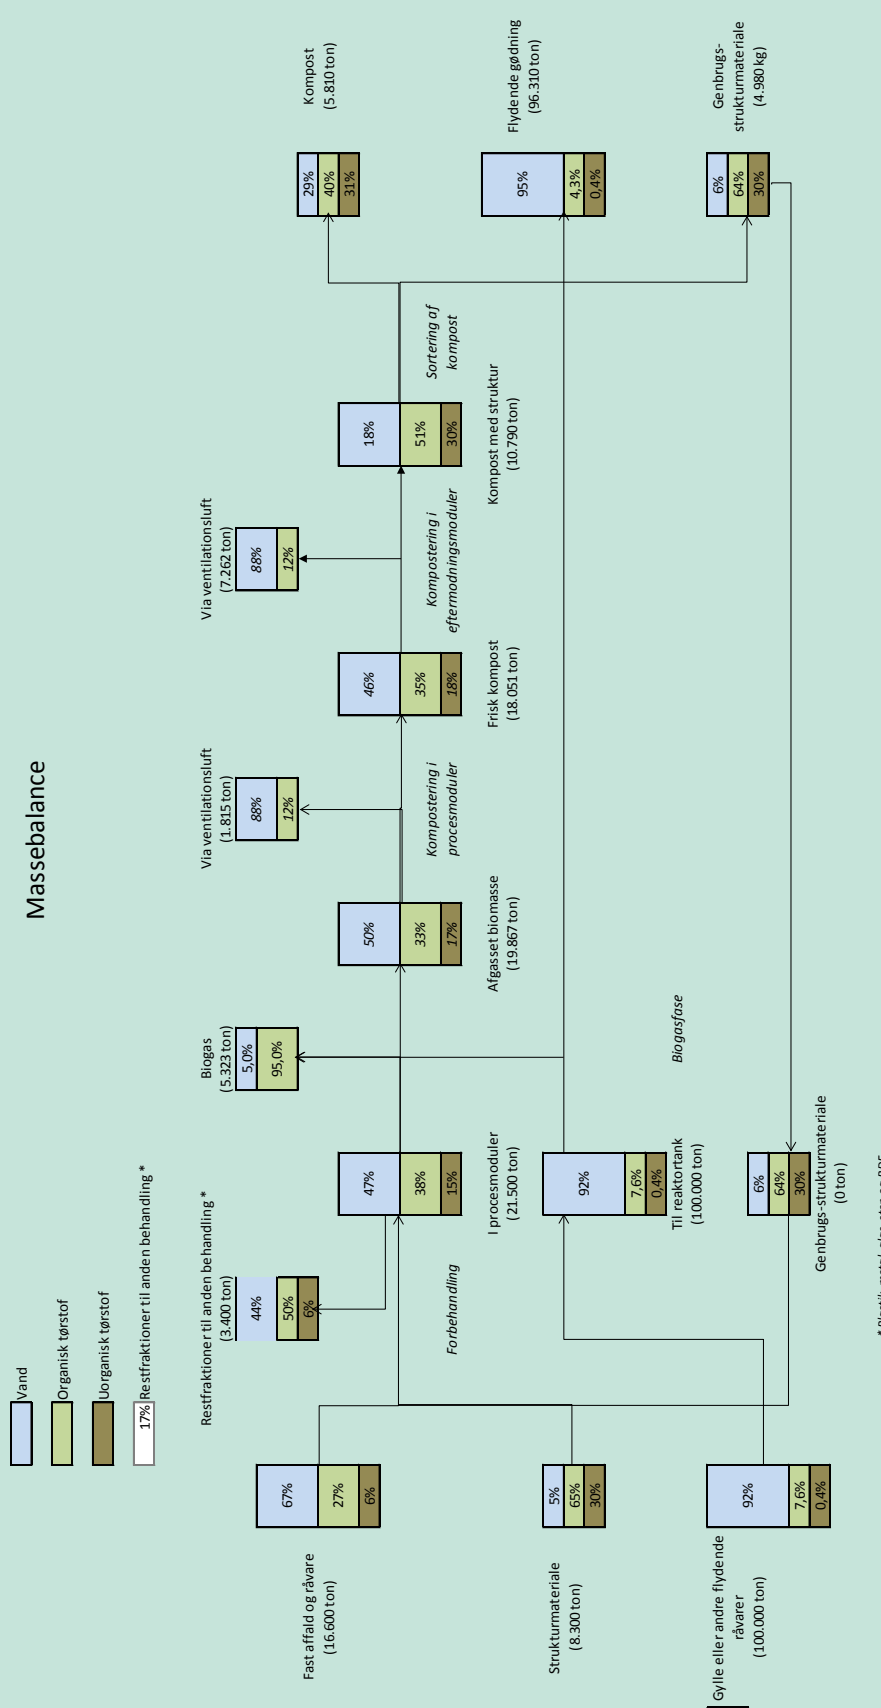 Massebalance
Vand
Organisk tørstof
Uorganisk tørstof
17% Restfraktioner til anden behandling *
Fast affald og råvare
(16.600 ton)
67%
27%
6%
Strukturmateriale
(8.300 ton)
5%
65%
30%
Gylle eller andre flydende
råvarer
(100.000 ton)
92%
7,6%
0,4%
Restfraktioner til anden behandling *
(3.400 ton)
44%
50%
6%
Forbehandling
47%
38%
15%
I procesmoduler
(21.500 ton)
92%
7,6%
0,4%
Til reaktortank
(100.000 ton)
6%
64%
30%
Genbrugs-strukturmateriale
(0 ton)
Biogas
(5.323 ton)
5,0%
95,0%
Biogasfase
50%
33%
17%
Afgasset biomasse
(19.867 ton)
Via ventilationsluft
(1.815 ton)
88%
12%
Kompostering i
procesmoduler
46%
35%
18%
Frisk kompost
(18.051 ton)
Via ventilationsluft
(7.262 ton)
88%
12%
Kompostering i
eftermodningsmoduler
18%
51%
30%
Kompost med struktur
(10.790 ton)
Sortering af
kompost
Kompost
(5.810 ton)
29%
40%
31%
Flydende gødning
(96.310 ton)
95%
4,3%
0,4%
Genbrugs-
strukturmateriale
(4.980 kg)
6%
64%
30%